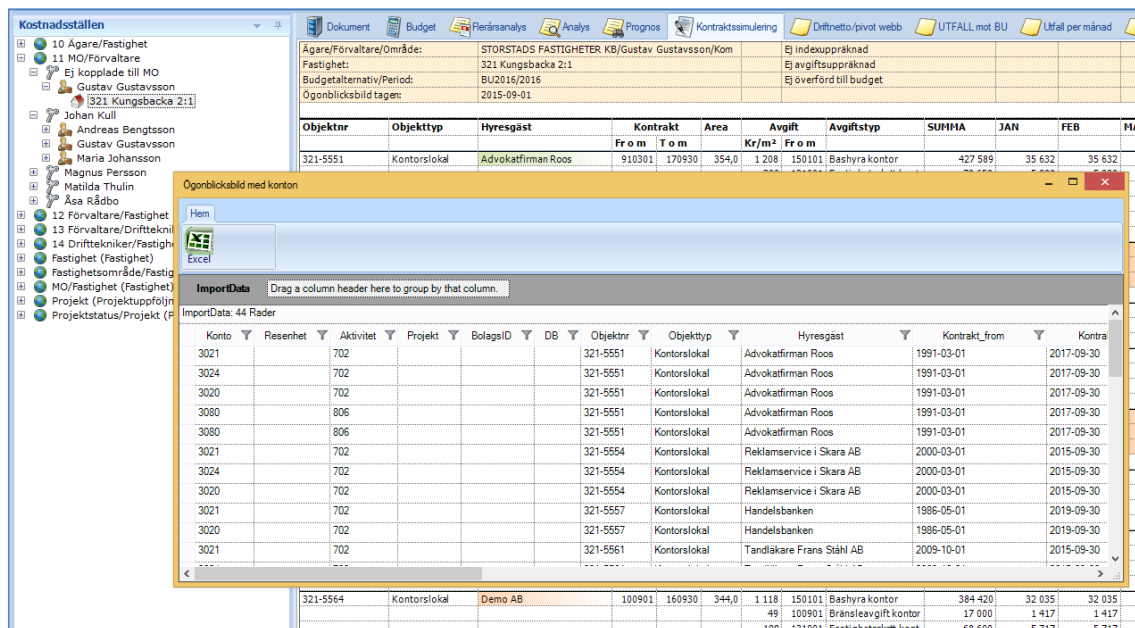 Kostnadsställen
10 Ägare/Fastighet
11 MO/Förvaltare
Ej kopplade till MO
Gustav Gustavsson
321 Kungsbacka 2:1
Johan Kull
Andreas Bengtsson
Gustav Gustavsson
Maria Johansson
Magnus Persson
Matilda Thulin
Åsa Rådbo
12 Förvaltare/Fastighet
13 Förvaltare/Drifttekni
14 Drifttekniker/Fastighe
Fastighet (Fastighet)
Fastighetsområde/Fastig
MO/Fastighet (Fastighet)
Projekt (Projektuppföljn
Projektstatus/Projekt (P
Dokument Budget Flerårsanalys Analys Prognos Kontraktssimulering Driftnetto/pivot webb UTFALL mot BU Utfall per månad
Ägare/Förvaltare/Område: STORSTADS FASTIGHETER KB/Gustav Gustavsson/Kom Ej indexuppräknad
Fastighet: 321 Kungsbacka 2:1 Ej avgiftsuppräknad
Budgetalternativ/Period: BU2016/2016 Ej överförd till budget
Ögonblicksbild tagen: 2015-09-01
Objektnr Objekttyp Hyresgäst Kontrakt Area Avgift Avgiftstyp SUMMA JAN FEB MA
From Tom Kr/m² From
321-5551 Kontorslokal Advokatfirman Roos 910301 170930 354,0 1 208 150101 Bashyra kontor 427 589 35 632 35 632
Ögonblicksbild med konton
Hem
Excel
ImportData Drag a column header here to group by that column.
ImportData: 44 Rader
Konto Resenhet Aktivitet Projekt BolagsID DB Objektnr Objekttyp Hyresgäst Kontrakt_from Kontra
3021 702 321-5551 Kontorslokal Advokatfirman Roos 1991-03-01 2017-09-30
3024 702 321-5551 Kontorslokal Advokatfirman Roos 1991-03-01 2017-09-30
3020 702 321-5551 Kontorslokal Advokatfirman Roos 1991-03-01 2017-09-30
3080 806 321-5551 Kontorslokal Advokatfirman Roos 1991-03-01 2017-09-30
3080 806 321-5551 Kontorslokal Advokatfirman Roos 1991-03-01 2017-09-30
3021 702 321-5554 Kontorslokal Reklamservice i Skara AB 2000-03-01 2015-09-30
3024 702 321-5554 Kontorslokal Reklamservice i Skara AB 2000-03-01 2015-09-30
3020 702 321-5554 Kontorslokal Reklamservice i Skara AB 2000-03-01 2015-09-30
3021 702 321-5557 Kontorslokal Handelsbanken 1986-05-01 2019-09-30
3020 702 321-5557 Kontorslokal Handelsbanken 1986-05-01 2019-09-30
3021 702 321-5561 Kontorslokal Tandläkare Frans Ståhl AB 2009-10-01 2015-09-30
321-5564 Kontorslokal Demo AB 100901 160930 344,0 1 118 150101 Bashyra kontor 384 420 32 035 32 035
49 100901 Bränsleavgift kontor 17 000 1 417 1 417